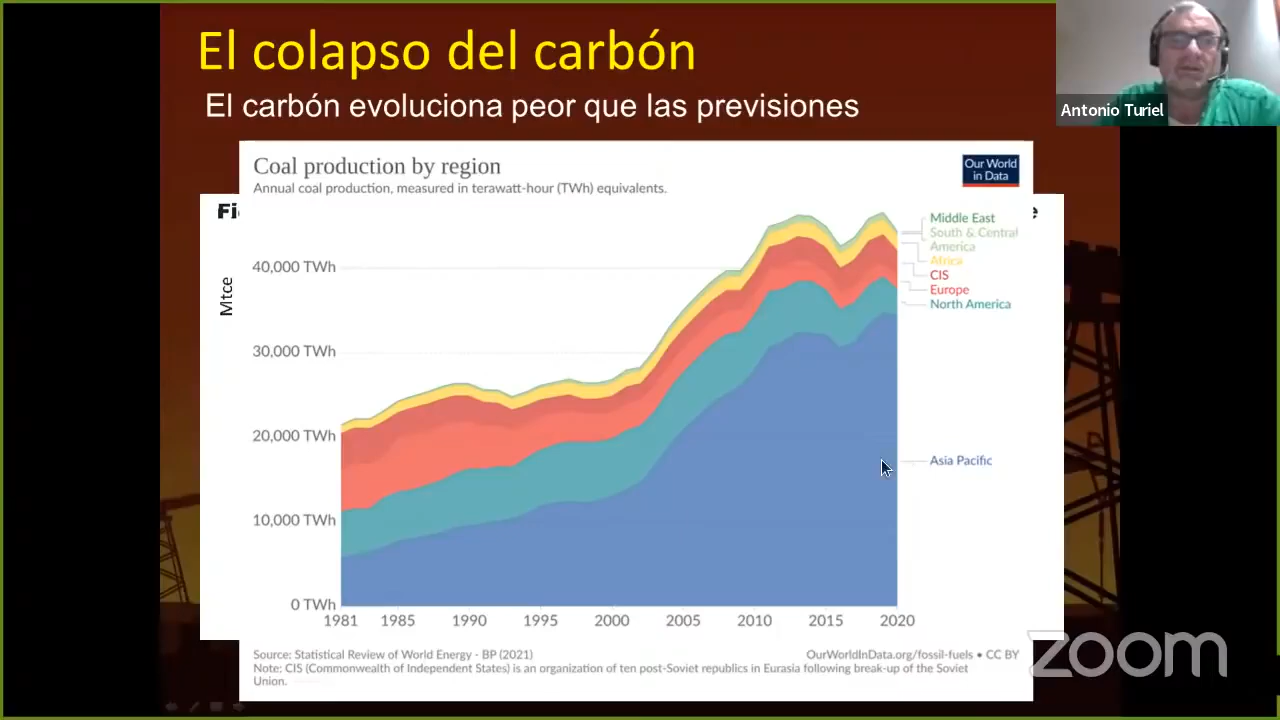 El colapso del carbón
El carbón evoluciona peor que las previsiones
Antonio Turiel
Coal production by region
Annual coal production, measured in terawatt-hour (TWh) equivalents.
Our World
in Data
Mtce
40,000 TWh
30,000 TWh
20,000 TWh
10,000 TWh
0 TWh
1981
1985
1990
1995
2000
2005
2010
2015
2020
Middle East
South & Central
America
Africa
CIS
Europe
North America
Asia Pacific
Source: Statistical Review of World Energy - BP (2021)
OurWorldInData.org/fossil-fuels • CC BY
Note: CIS (Commonwealth of Independent States) is an organization of ten post-Soviet republics in Eurasia following break-up of the Soviet
Union.
zoom